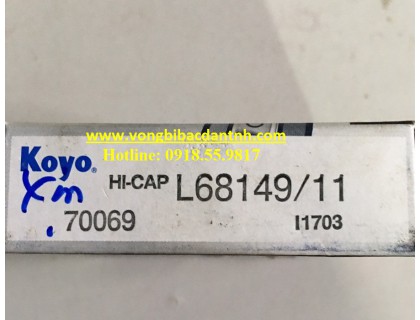 www.vongbibacdantnh.com
Hotline: 0918.55.9817
Koyo®
HI-CAP L68149/11
Xm
.70069 I1703